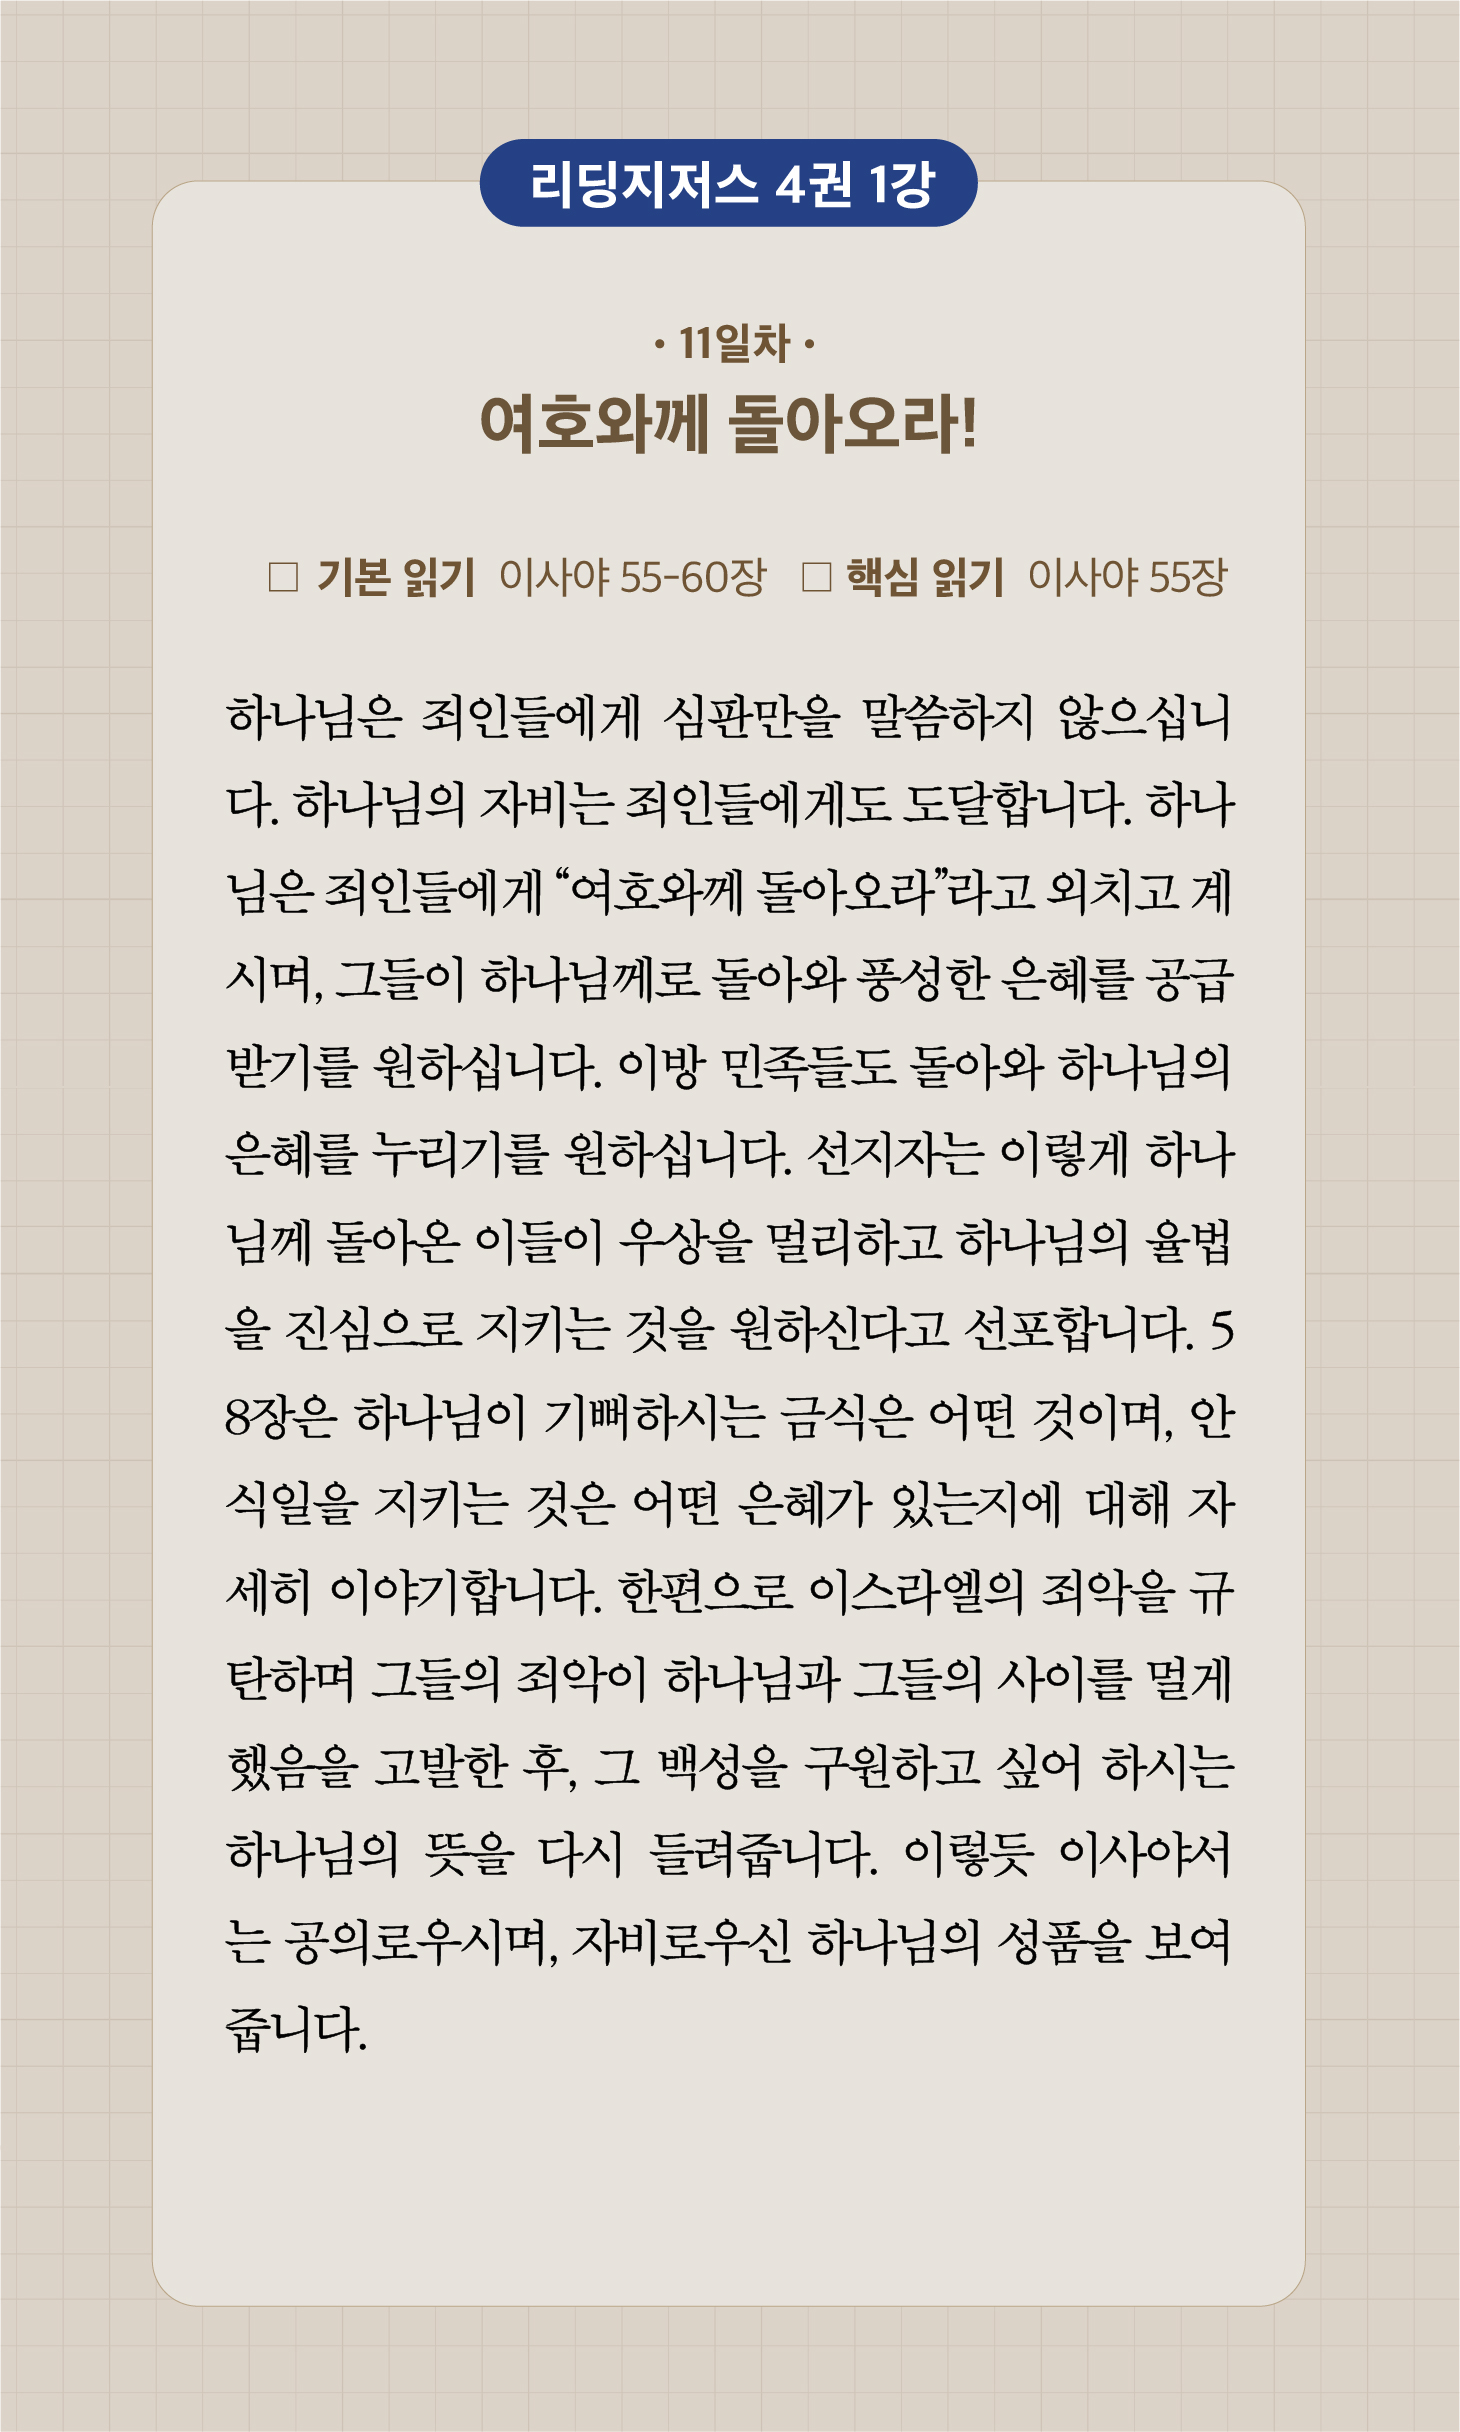 리딩지저스 4권 1강
• 11일차 •
여호와께 돌아오라!
□ 기본 읽기 이사야 55-60장 □ 핵심 읽기 이사야 55장
하나님은 죄인들에게 심판만을 말씀하지 않으십니
다. 하나님의 자비는 죄인들에게도 도달합니다. 하나
님은 죄인들에게 “여호와께 돌아오라”라고 외치고 계
시며, 그들이 하나님께로 돌아와 풍성한 은혜를 공급
받기를 원하십니다. 이방 민족들도 돌아와 하나님의
은혜를 누리기를 원하십니다. 선지자는 이렇게 하나
님께 돌아온 이들이 우상을 멀리하고 하나님의 율법
을 진심으로 지키는 것을 원하신다고 선포합니다. 5
8장은 하나님이 기뻐하시는 금식은 어떤 것이며, 안
식일을 지키는 것은 어떤 은혜가 있는지에 대해 자
세히 이야기합니다. 한편으로 이스라엘의 죄악을 규
탄하며 그들의 죄악이 하나님과 그들의 사이를 멀게
했음을 고발한 후, 그 백성을 구원하고 싶어 하시는
하나님의 뜻을 다시 들려줍니다. 이렇듯 이사야서
는 공의로우시며, 자비로우신 하나님의 성품을 보여
줍니다.